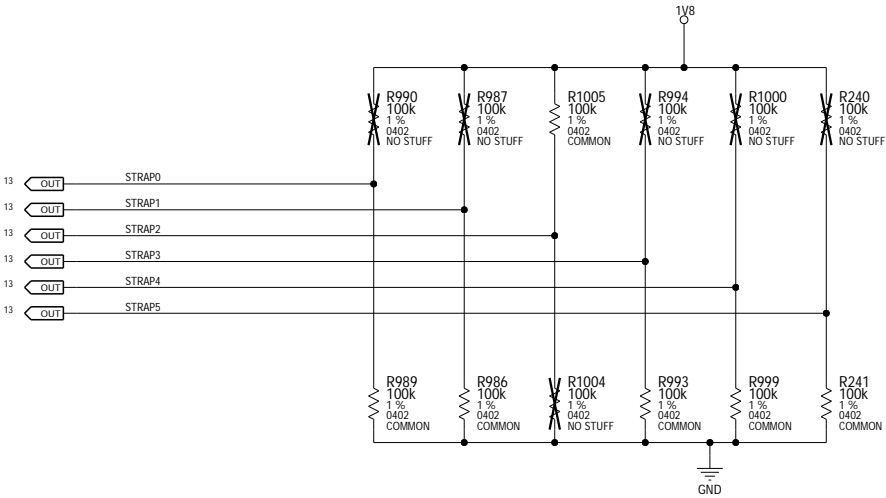 1V8
R990
100k
1 %
0402
NO STUFF
R987
100k
1 %
0402
NO STUFF
R1005
100k
1 %
0402
COMMON
R994
100k
1 %
0402
NO STUFF
R1000
100k
1 %
0402
NO STUFF
R240
100k
1 %
0402
NO STUFF
13 OUT STRAP0
13 OUT STRAP1
13 OUT STRAP2
13 OUT STRAP3
13 OUT STRAP4
13 OUT STRAP5
R989
100k
1 %
0402
COMMON
R986
100k
1 %
0402
COMMON
R1004
100k
1 %
0402
NO STUFF
R993
100k
1 %
0402
COMMON
R999
100k
1 %
0402
COMMON
R241
100k
1 %
0402
COMMON
GND